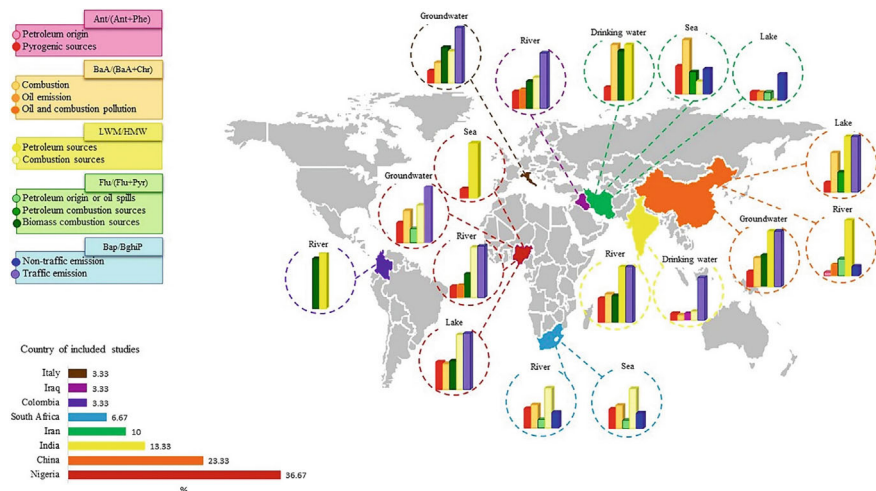 Ant/(Ant+Phe)
Petroleum origin
Pyrogenic sources
BaA/(BaA+Chr)
Combustion
Oil emission
Oil and combustion pollution
LWM/HMW
Petroleum sources
Combustion sources
Flu/(Flu+Pyr)
Petroleum origin or oil spills
Petroleum combustion sources
Biomass combustion sources
Bap/BghiP
Non-traffic emission
Traffic emission
Groundwater
River
Drinking water
Sea
Lake
Sea
Groundwater
River
River
Lake
Lake
Groundwater
River
River
Drinking water
River
Sea
Country of included studies
Italy 3.33
Iraq 3.33
Colombia 3.33
South Africa 6.67
Iran 10
India 13.33
China 23.33
Nigeria 36.67
%